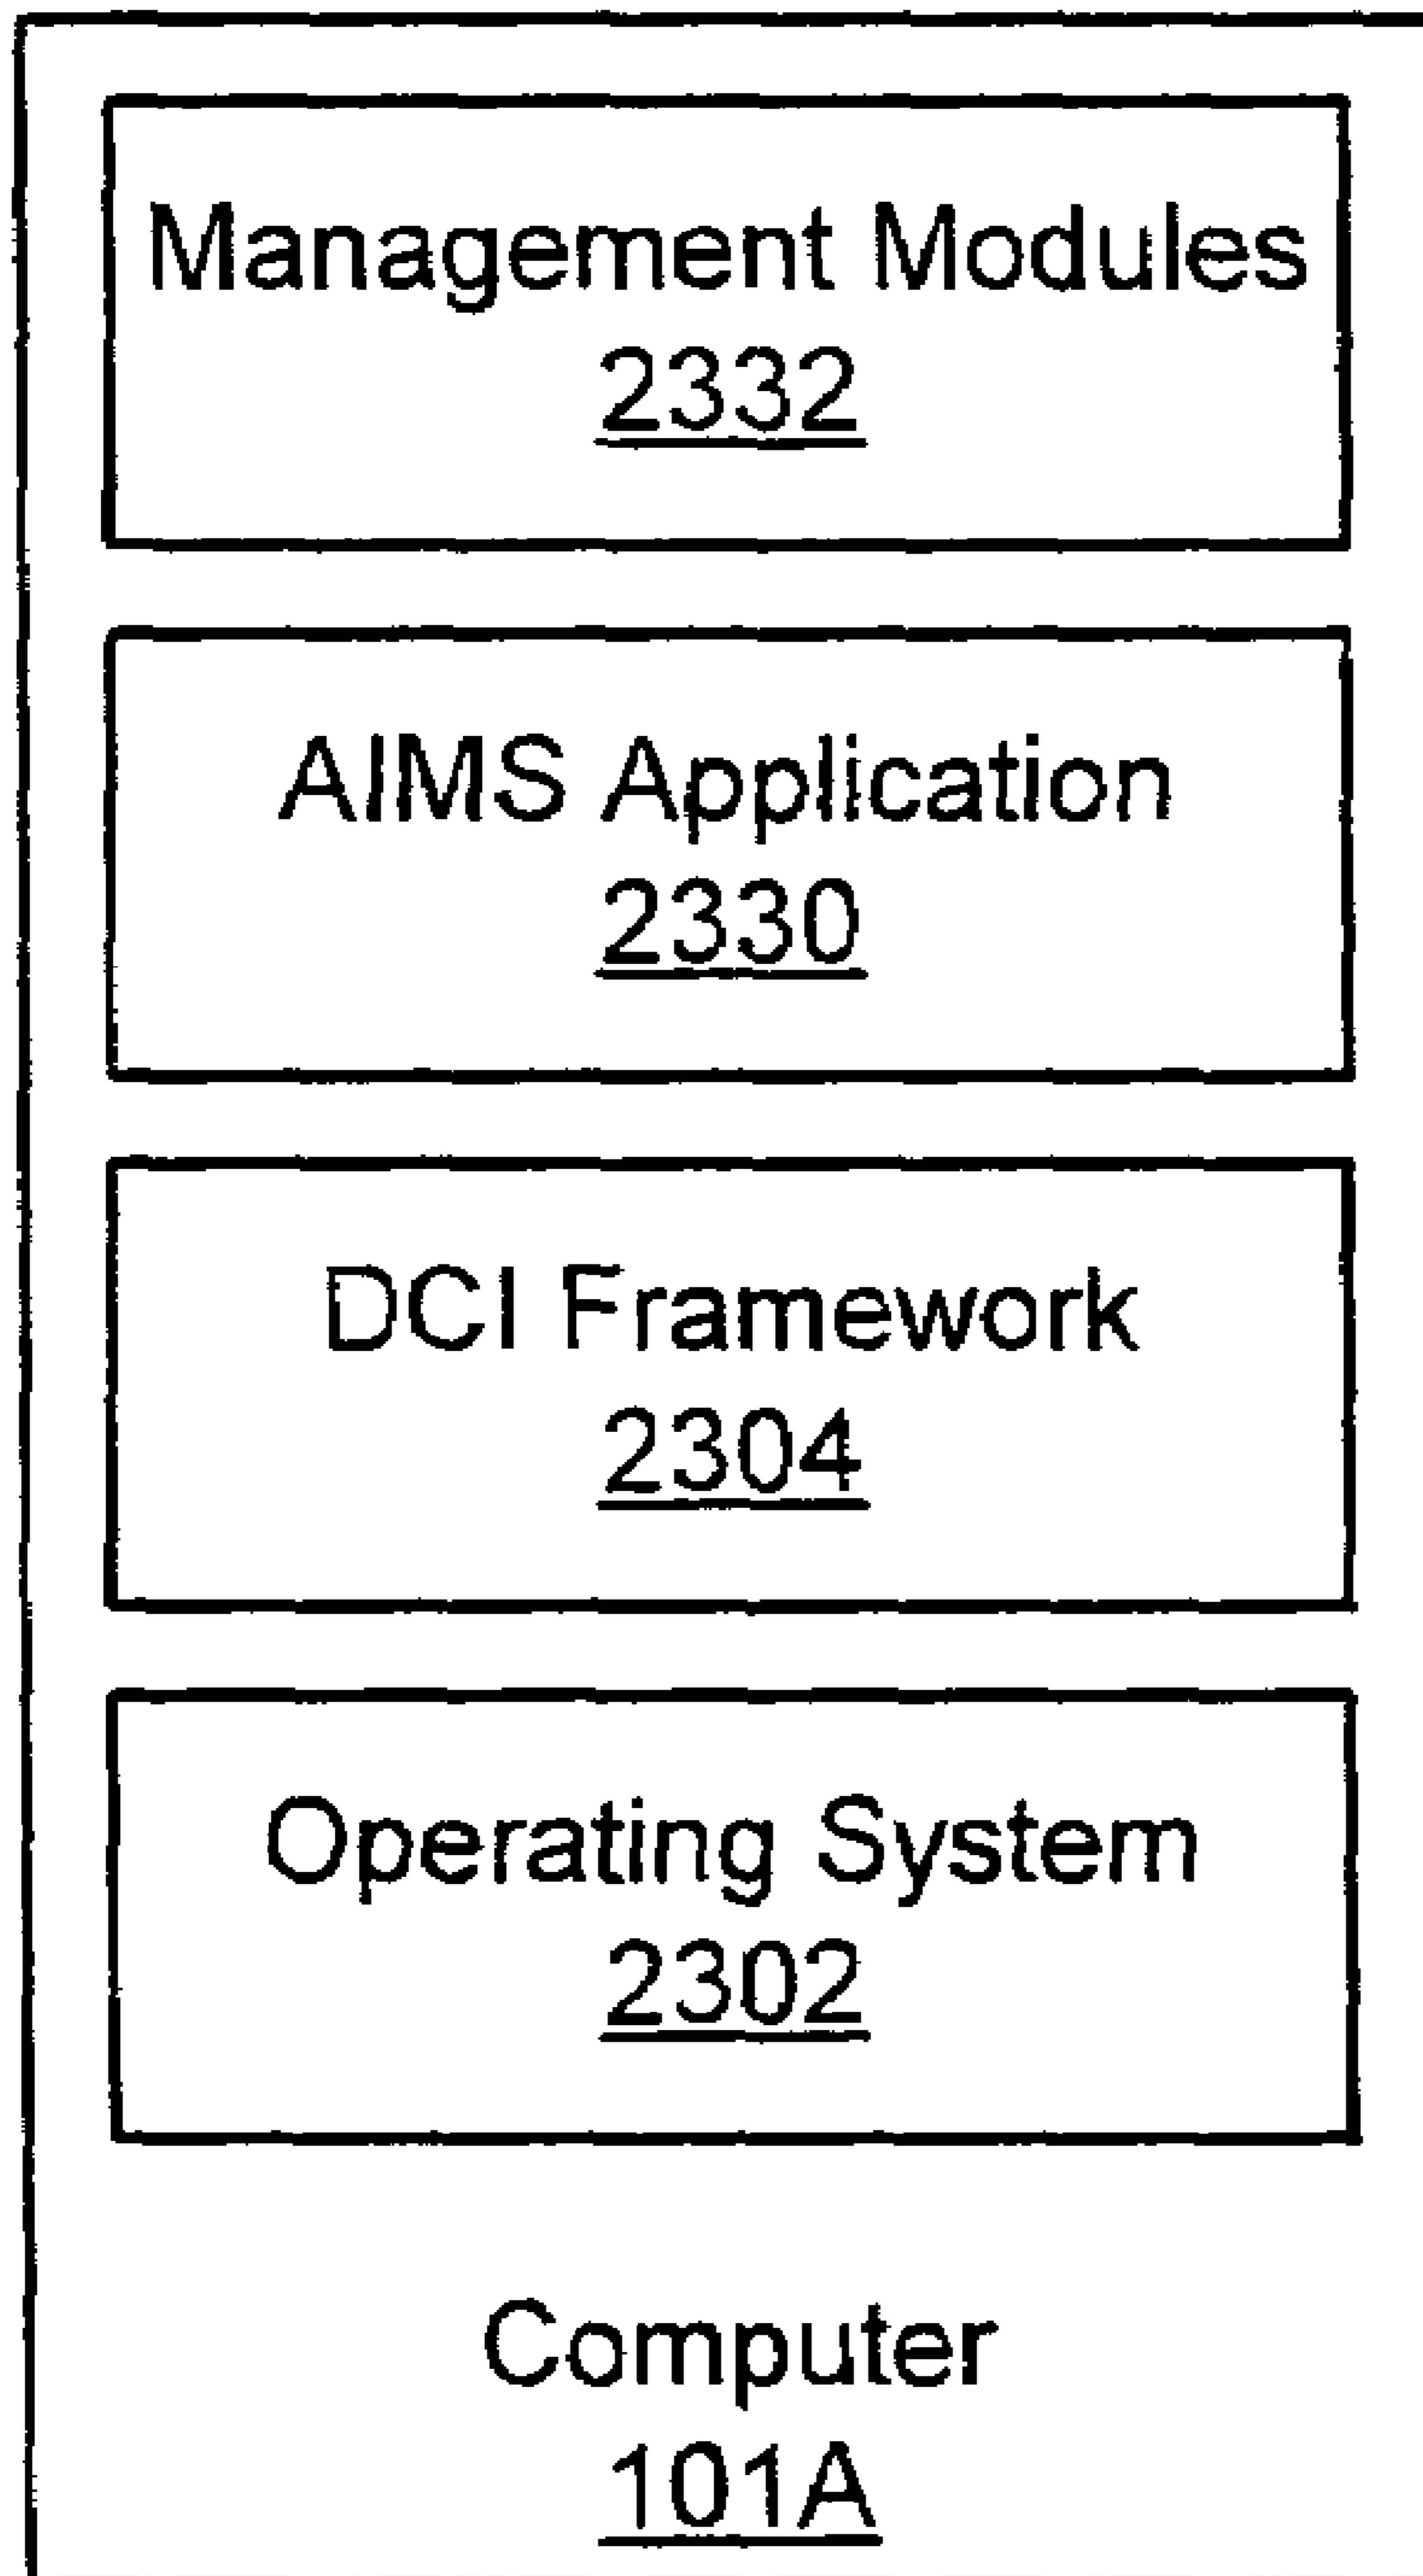 Management Modules
2332
AIMS Application
2330
DCI Framework
2304
Operating System
2302
Computer
101A